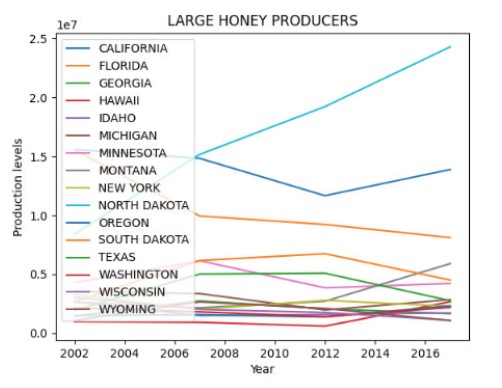 LARGE HONEY PRODUCERS
1e7
2.5
2.0
1.5
1.0
0.5
0.0
Production levels
CALIFORNIA
FLORIDA
GEORGIA
HAWAII
IDAHO
MICHIGAN
MINNESOTA
MONTANA
NEW YORK
NORTH DAKOTA
OREGON
SOUTH DAKOTA
TEXAS
WASHINGTON
WISCONSIN
WYOMING
2002 2004 2006 2008 2010 2012 2014 2016
Year